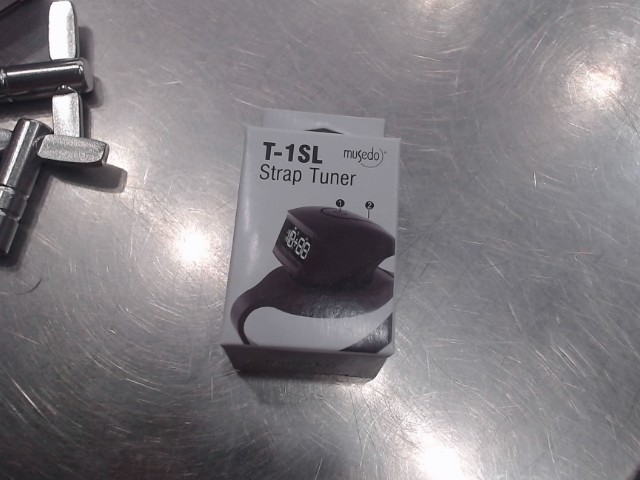 T-1SL musedo
Strap Tuner
1 2